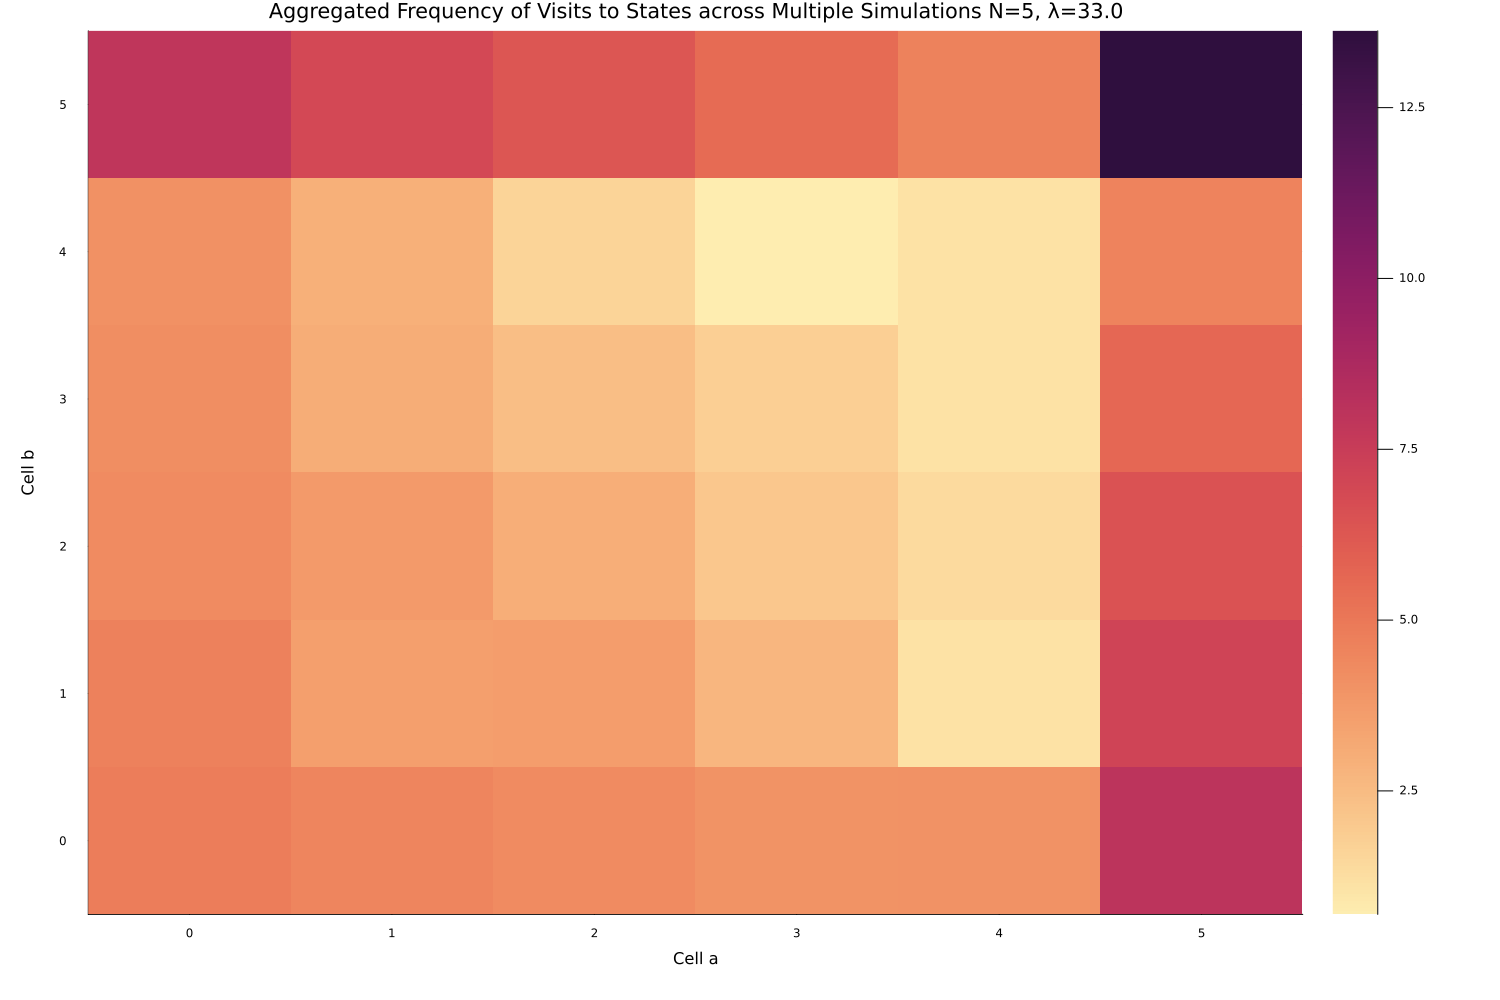 Aggregated Frequency of Visits to States across Multiple Simulations N=5, λ=33.0
5
4
3
2
1
0
Cell b
0 1 2 3 4 5
Cell a
12.5
10.0
7.5
5.0
2.5